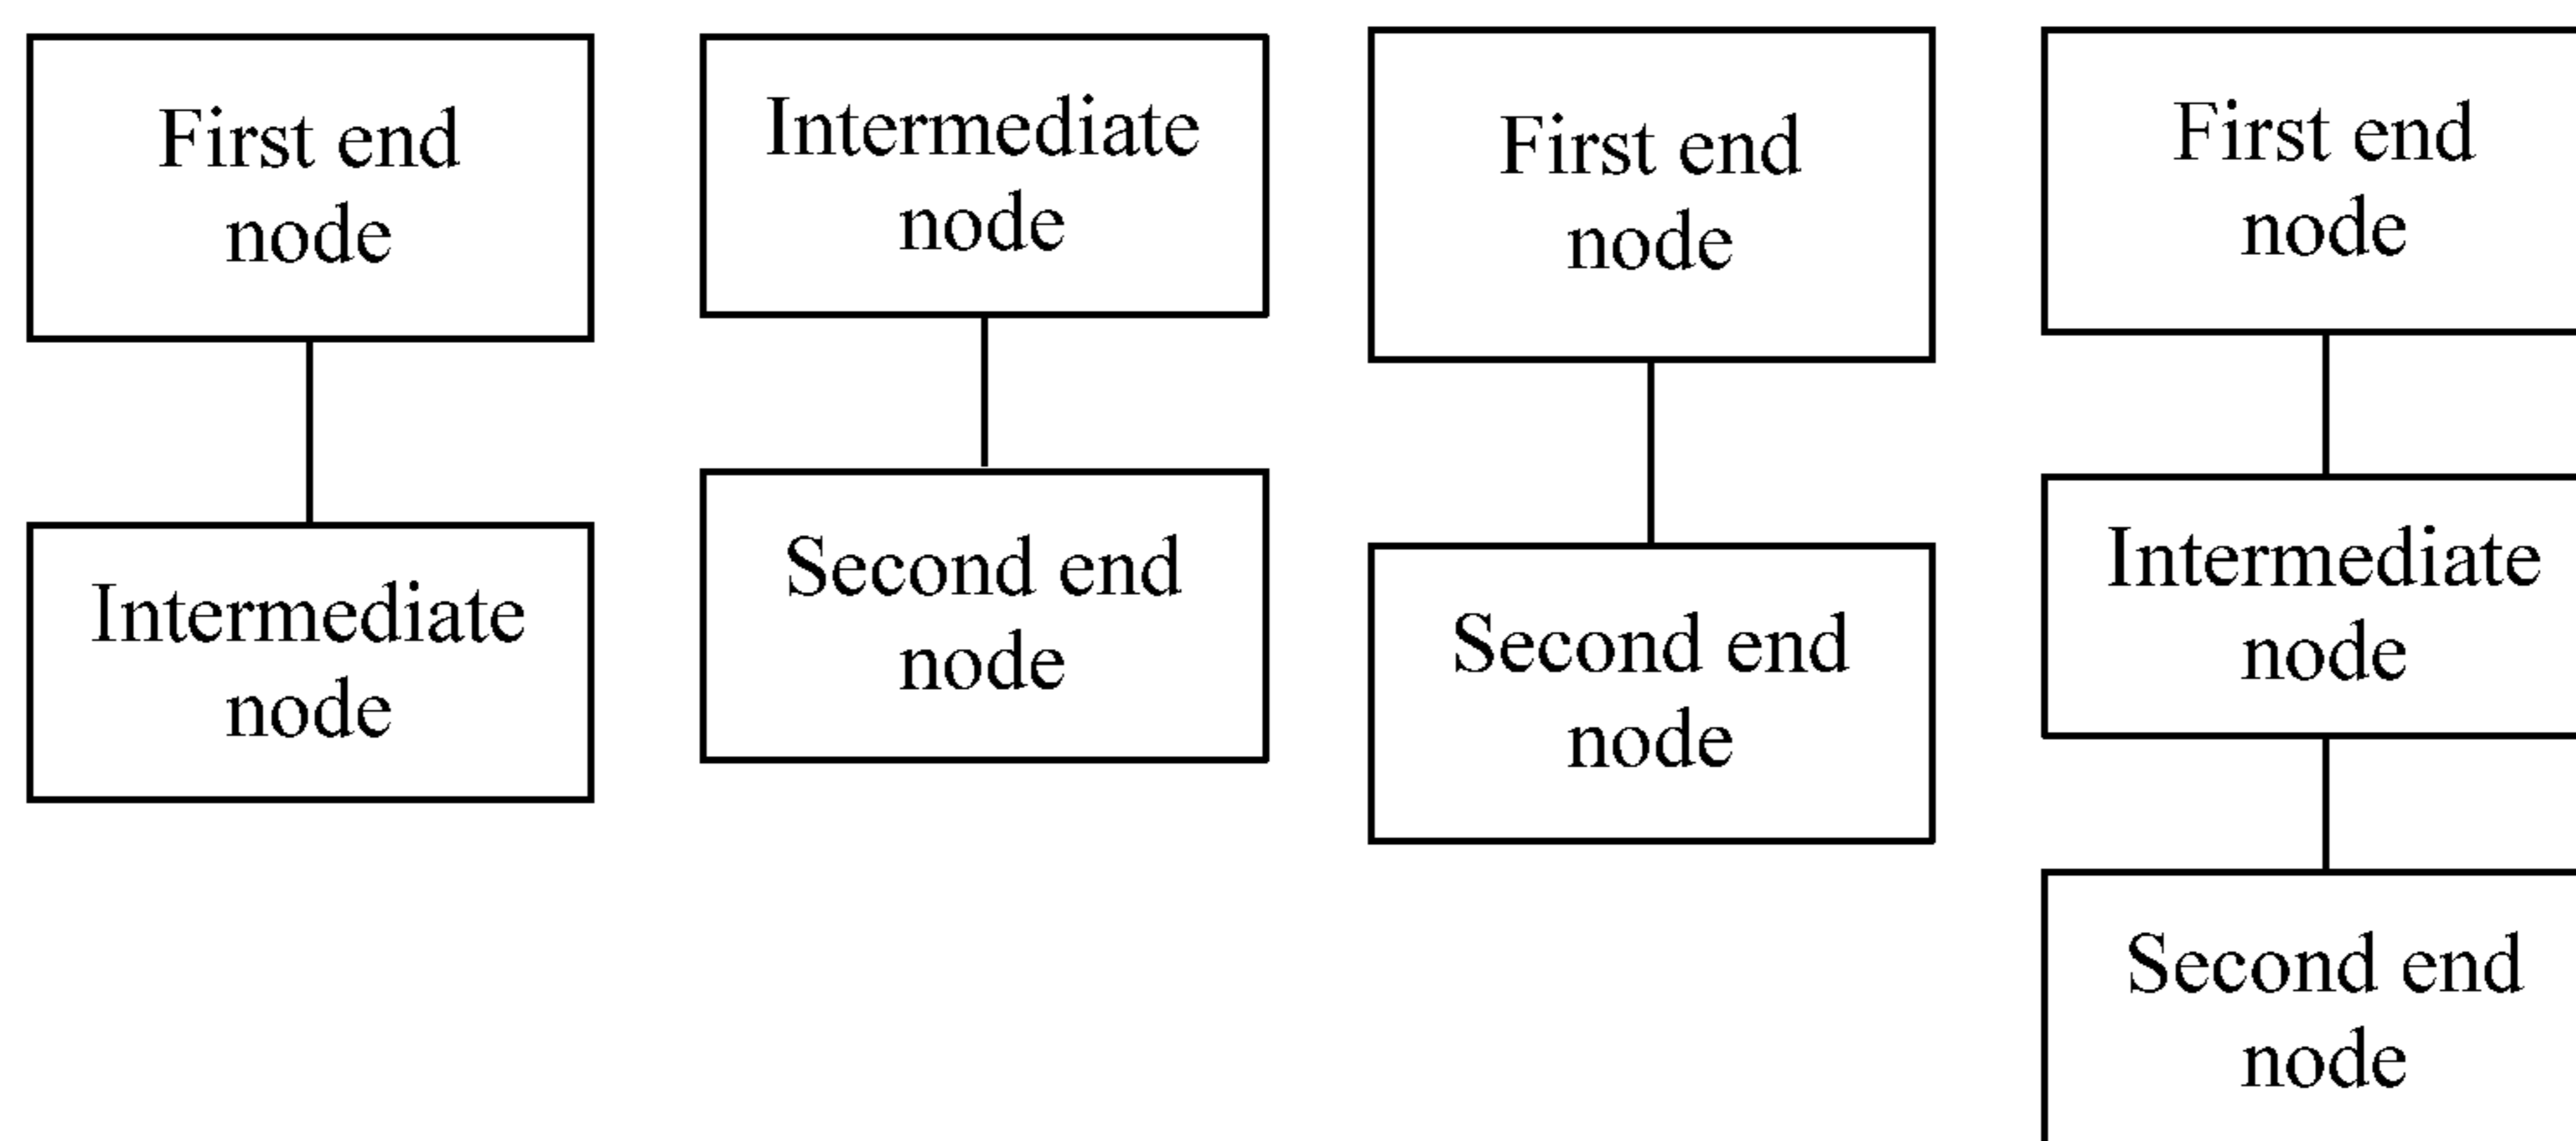 First end
node
Intermediate
node
Intermediate
node
Second end
node
First end
node
Second end
node
First end
node
Intermediate
node
Second end
node